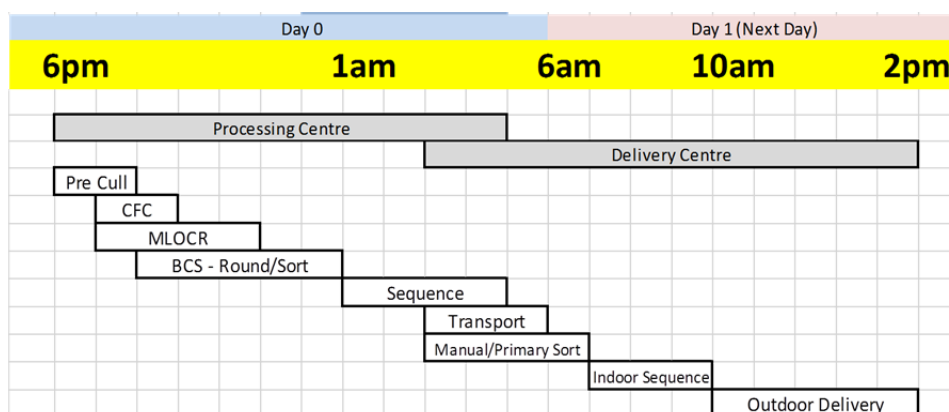 Day 0 Day 1 (Next Day)
6pm 1am 6am 10am 2pm
Processing Centre
Delivery Centre
Pre Cull
CFC
MLOCR
BCS - Round/Sort
Sequence
Transport
Manual/Primary Sort
Indoor Sequence
Outdoor Delivery